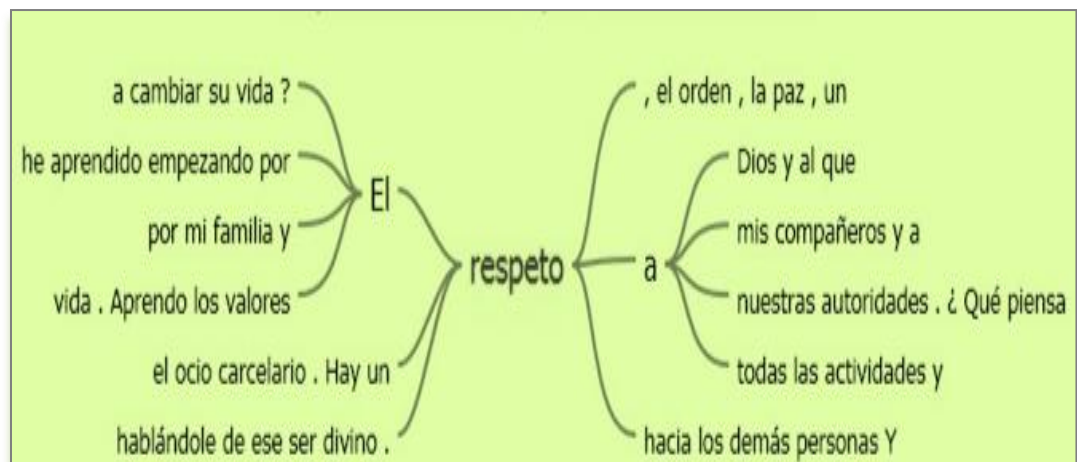 a cambiar su vida ?
he aprendido empezando por
por mi familia y
vida . Aprendo los valores
El
el ocio carcelario . Hay un
hablándole de ese ser divino .
respeto
, el orden , la paz , un
a
Dios y al que
mis compañeros y a
nuestras autoridades . ¿ Qué piensa
todas las actividades y
hacia los demás personas Y